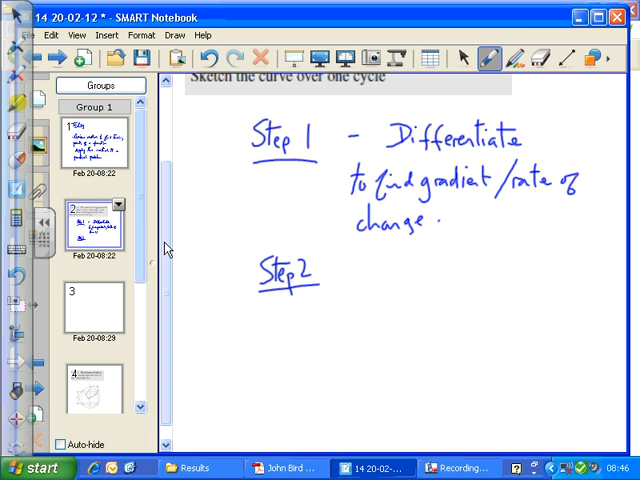 14 20-02-12 * - SMART Notebook
File Edit View Insert Format Draw Help
Groups
Group 1
1
Feb 20-08:22
2
Feb 20-08:22
3
Feb 20-08:29
4
Auto-hide
Sketch the curve over one cycle
Step 1 - Differentiate
to find gradient/rate of
change.
Step 2
start
Results
John Bird ...
14 20-02-...
Recording...
08:46